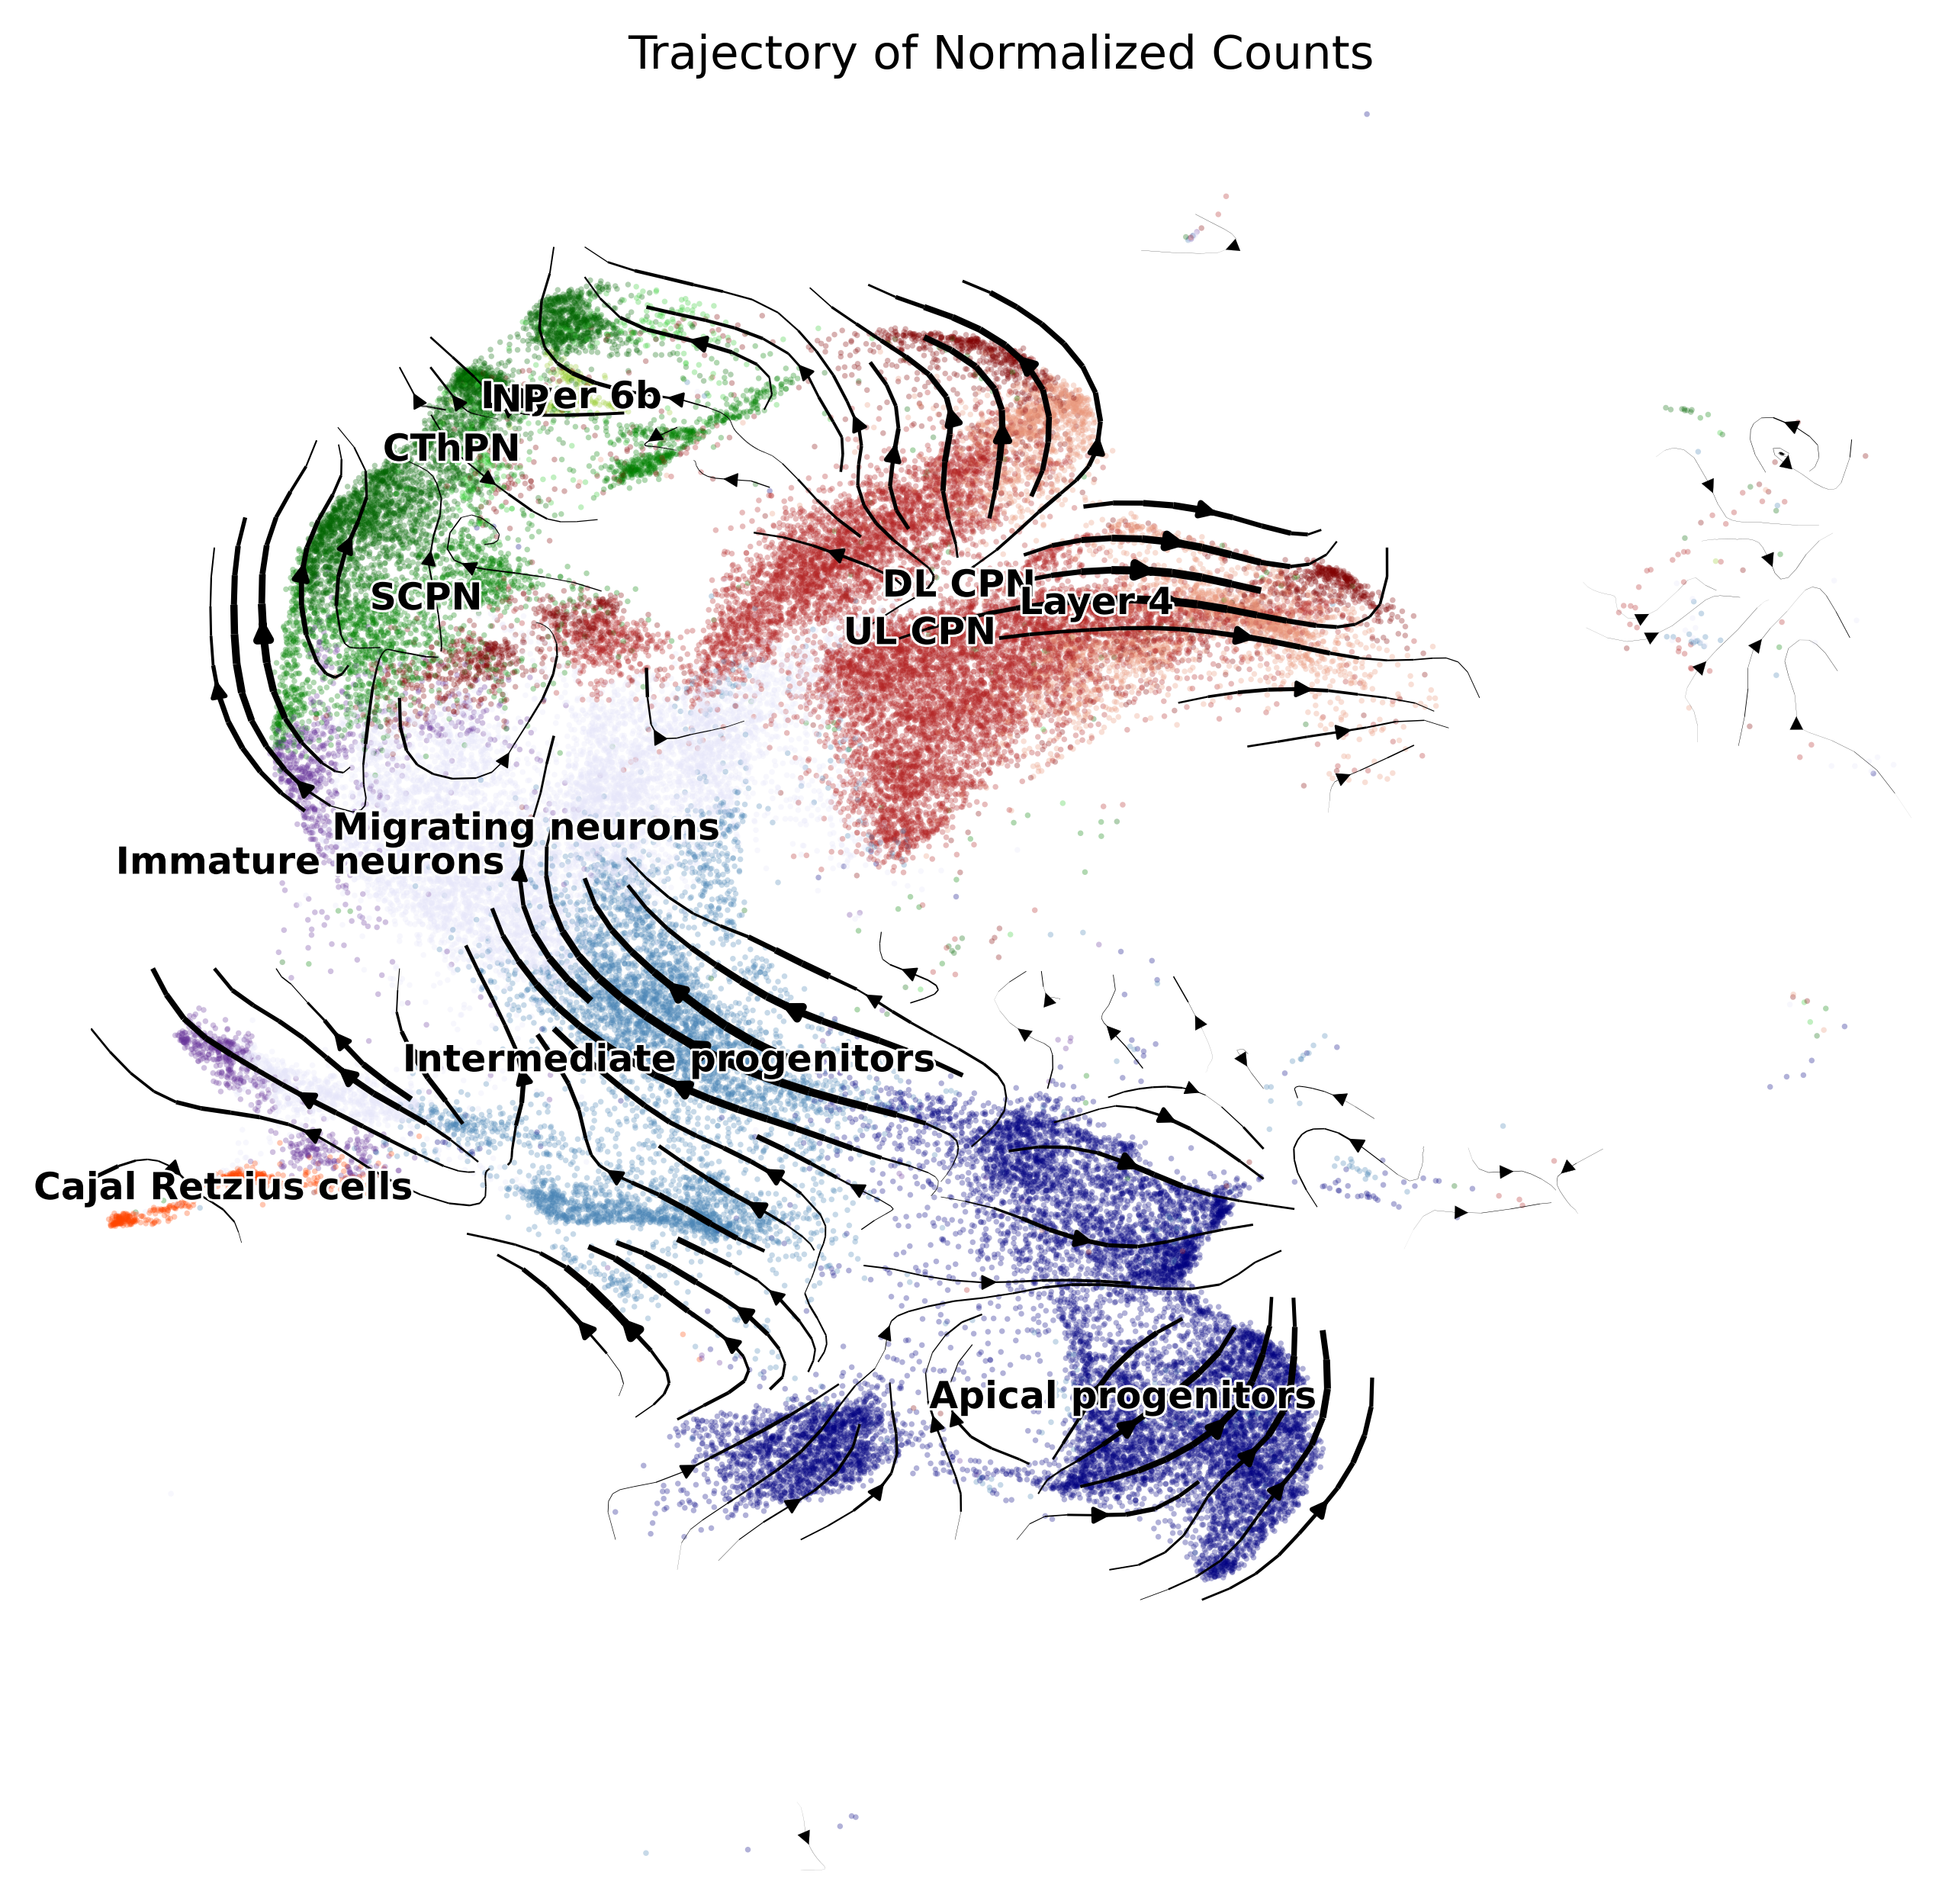 Trajectory of Normalized Counts
NP
6b
CThPN
SCPN
DL CPN
Layer 4
UL CPN
Migrating neurons
Immature neurons
Intermediate progenitors
Cajal Retzius cells
Apical progenitors